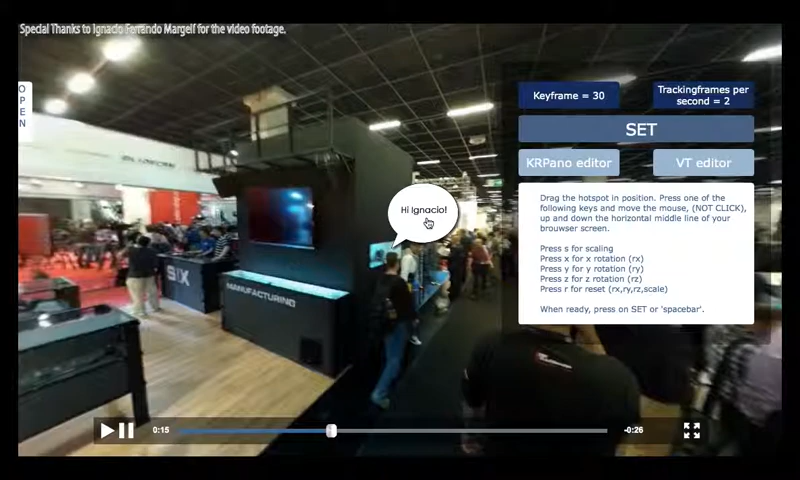 Special Thanks to Ignacio Ferrando Margelí for the video footage.
OPEN
Keyframe = 30
Trackingframes per
second = 2
SET
KRPano editor
VT editor
Drag the hotspot in position. Press one of the
following keys and move the mouse, (NOT CLICK),
up and down the horizontal middle line of your
brouwser screen.
Press s for scaling
Press x for x rotation (rx)
Press y for y rotation (ry)
Press z for z rotation (rz)
Press r for reset (rx,ry,rz,scale)
When ready, press on SET or 'spacebar'.
Hi Ignacio!
MANUFACTURING
0:15
-0:26